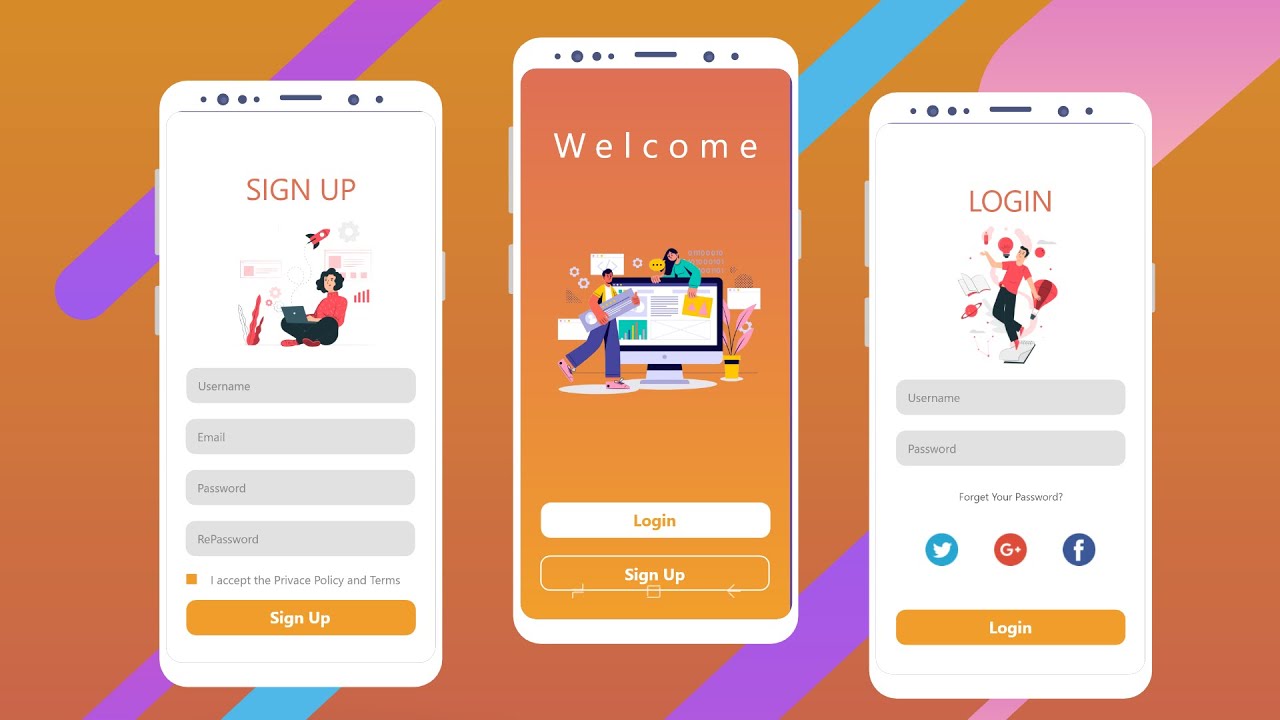 SIGN UP
Username
Email
Password
RePassword
I accept the Privace Policy and Terms
Sign Up
Welcome
01000010
Login
Sign Up
LOGIN
Username
Password
Forget Your Password?
G+
f
Login